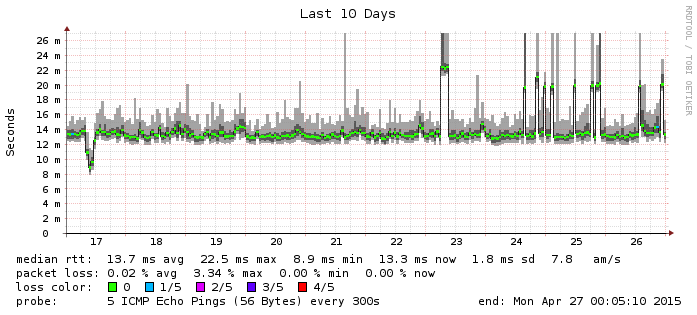 Last 10 Days
RRDTOOL / TOBI OETIKER
Seconds
26 m
24 m
22 m
20 m
18 m
16 m
14 m
12 m
10 m
8 m
6 m
4 m
2 m
0
17 18 19 20 21 22 23 24 25 26
median rtt: 13.7 ms avg 22.5 ms max 8.9 ms min 13.3 ms now 1.8 ms sd 7.8 am/s
packet loss: 0.02 % avg 3.34 % max 0.00 % min 0.00 % now
loss color: 0 1/5 2/5 3/5 4/5
probe: 5 ICMP Echo Pings (56 Bytes) every 300s end: Mon Apr 27 00:05:10 2015